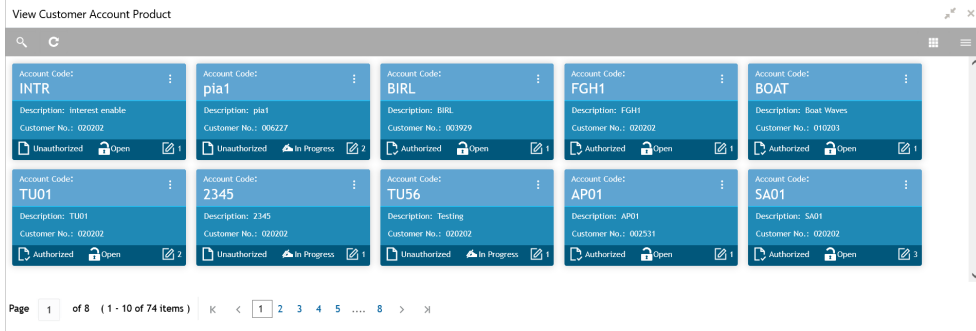 View Customer Account Product
Account Code: Account Code: Account Code: Account Code: Account Code:
INTR pia1 BIRL FGH1 BOAT
Description: interest enable Description: pia1 Description: BIRL Description: FGH1 Description: Boat Waves
Customer No.: 020202 Customer No.: 006227 Customer No.: 003929 Customer No.: 020202 Customer No.: 010203
Unauthorized Open 1 Unauthorized In Progress 2 Authorized Open 1 Authorized Open 1 Authorized Open 1
Account Code: Account Code: Account Code: Account Code: Account Code:
TU01 2345 TU56 AP01 SA01
Description: TU01 Description: 2345 Description: Testing Description: AP01 Description: SA01
Customer No.: 020202 Customer No.: 020202 Customer No.: 020202 Customer No.: 002531 Customer No.: 020202
Authorized Open 2 Unauthorized In Progress 1 Unauthorized In Progress 1 Authorized Open 1 Authorized Open 3
Page 1 of 8 ( 1 - 10 of 74 items ) 1 2 3 4 5 .... 8